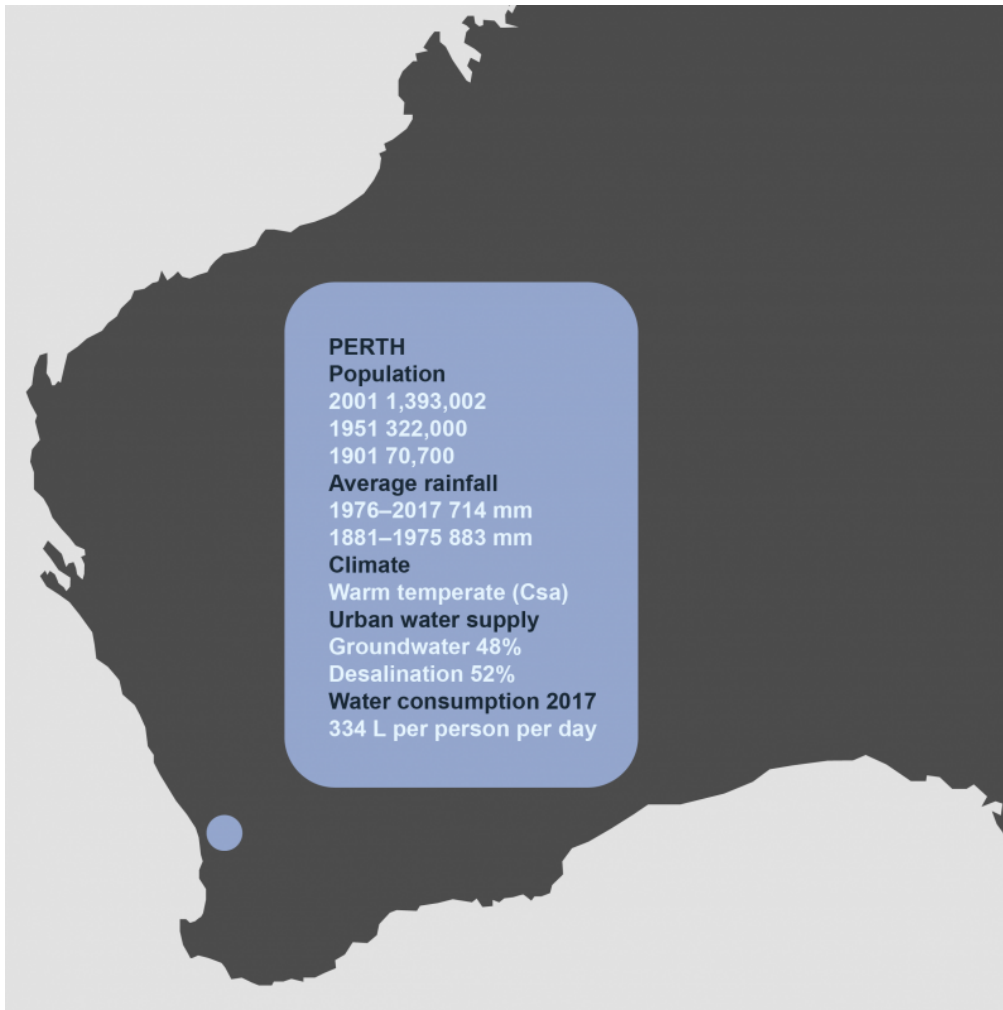 PERTH
Population
2001 1,393,002
1951 322,000
1901 70,700
Average rainfall
1976–2017 714 mm
1881–1975 883 mm
Climate
Warm temperate (Csa)
Urban water supply
Groundwater 48%
Desalination 52%
Water consumption 2017
334 L per person per day